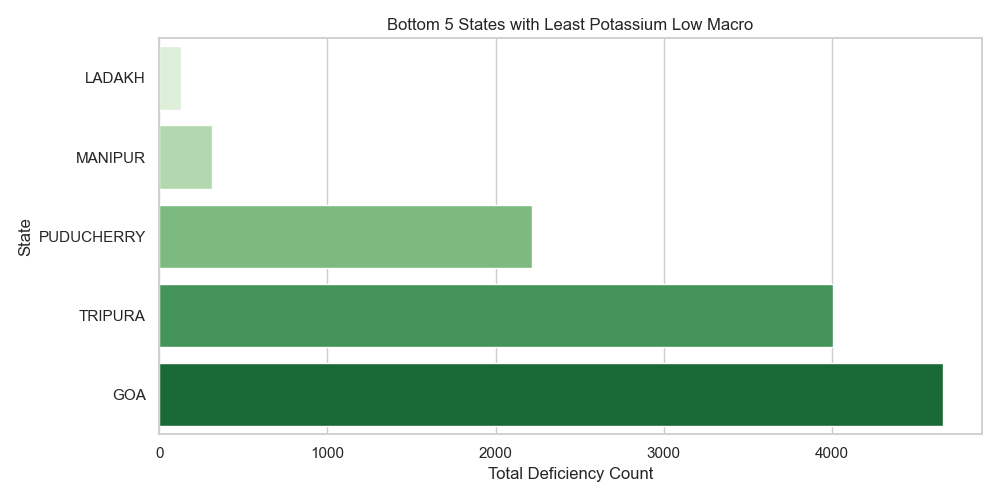 Bottom 5 States with Least Potassium Low Macro
State
LADAKH
MANIPUR
PUDUCHERRY
TRIPURA
GOA
0 1000 2000 3000 4000
Total Deficiency Count